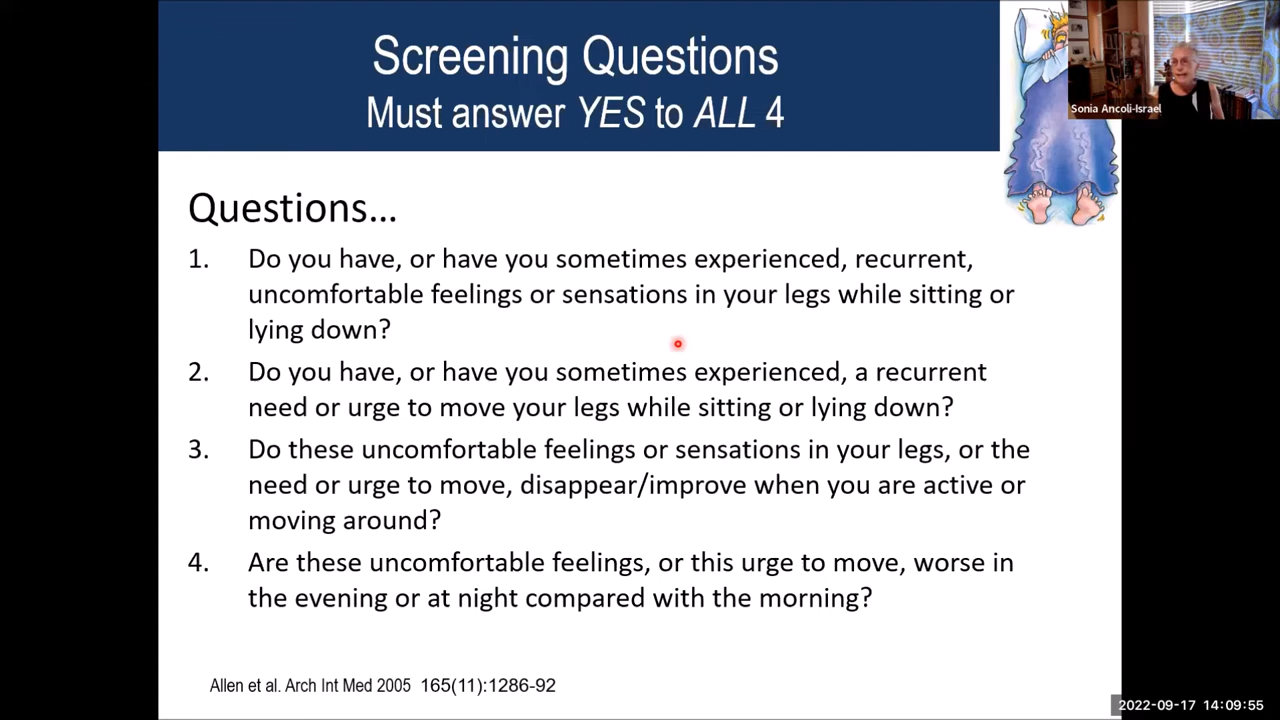 Screening Questions
Must answer YES to ALL 4
Sonia Ancoli-Israel
Questions...
1. Do you have, or have you sometimes experienced, recurrent,
uncomfortable feelings or sensations in your legs while sitting or
lying down?
2. Do you have, or have you sometimes experienced, a recurrent
need or urge to move your legs while sitting or lying down?
3. Do these uncomfortable feelings or sensations in your legs, or the
need or urge to move, disappear/improve when you are active or
moving around?
4. Are these uncomfortable feelings, or this urge to move, worse in
the evening or at night compared with the morning?
Allen et al. Arch Int Med 2005 165(11):1286-92
2022-09-17 14:09:55